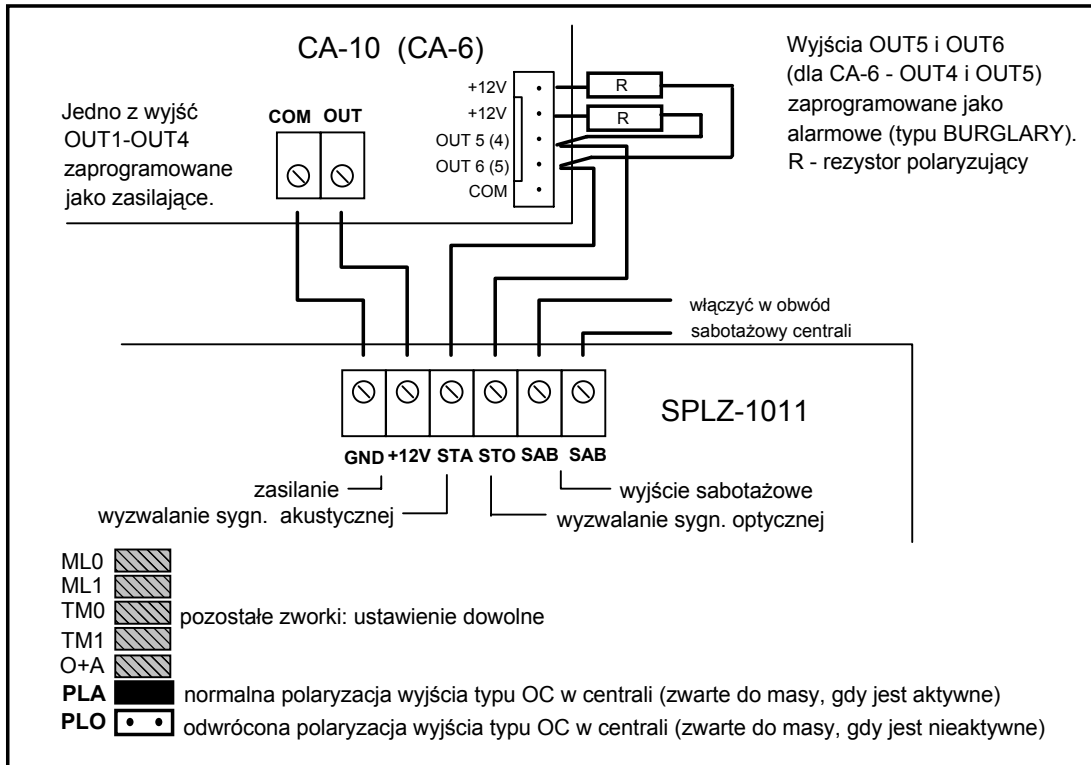 CA-10 (CA-6)
Jedno z wyjść
OUT1-OUT4
zaprogramowane
jako zasilające.
COM OUT
+12V
+12V
OUT 5 (4)
OUT 6 (5)
COM
R
R
Wyjścia OUT5 i OUT6
(dla CA-6 - OUT4 i OUT5)
zaprogramowane jako
alarmowe (typu BURGLARY).
R - rezystor polaryzujący
włączyć w obwód
sabotażowy centrali
SPLZ-1011
GND +12V STA STO SAB SAB
zasilanie
wyjście sabotażowe
wyzwalanie sygn. akustycznej
wyzwalanie sygn. optycznej
ML0
ML1
TM0
TM1
O+A
pozostałe zworki: ustawienie dowolne
PLA normalna polaryzacja wyjścia typu OC w centrali (zwarte do masy, gdy jest aktywne)
PLO odwrócona polaryzacja wyjścia typu OC w centrali (zwarte do masy, gdy jest nieaktywne)